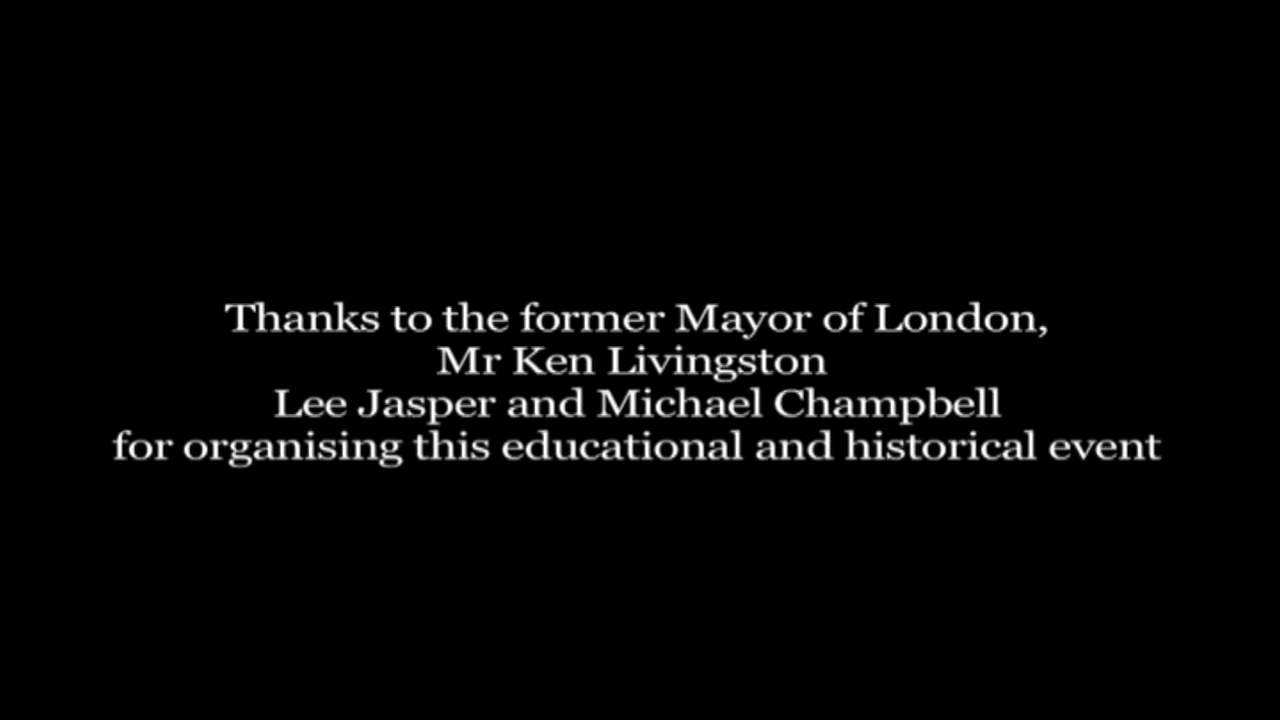 Thanks to the former Mayor of London,
Mr Ken Livingston
Lee Jasper and Michael Champbell
for organising this educational and historical event